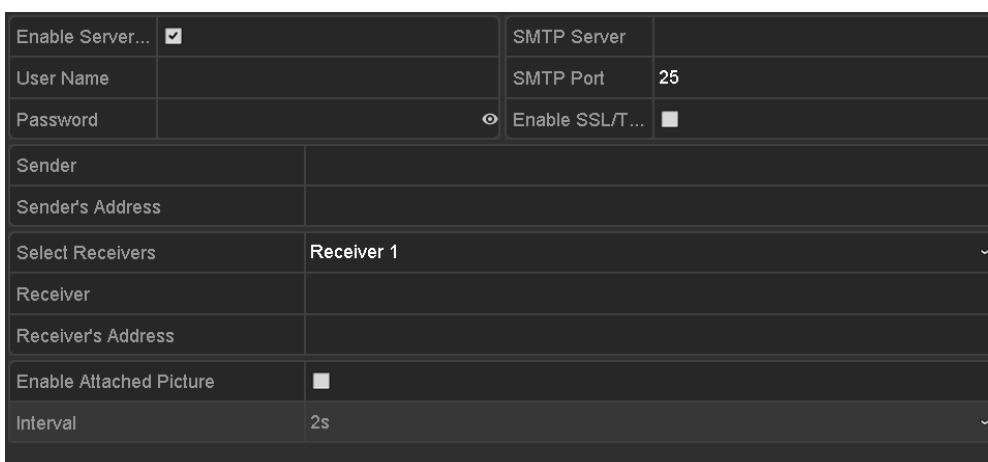 Enable Server... SMTP Server
User Name SMTP Port 25
Password Enable SSL/T...
Sender
Sender's Address
Select Receivers Receiver 1
Receiver
Receiver's Address
Enable Attached Picture
Interval 2s